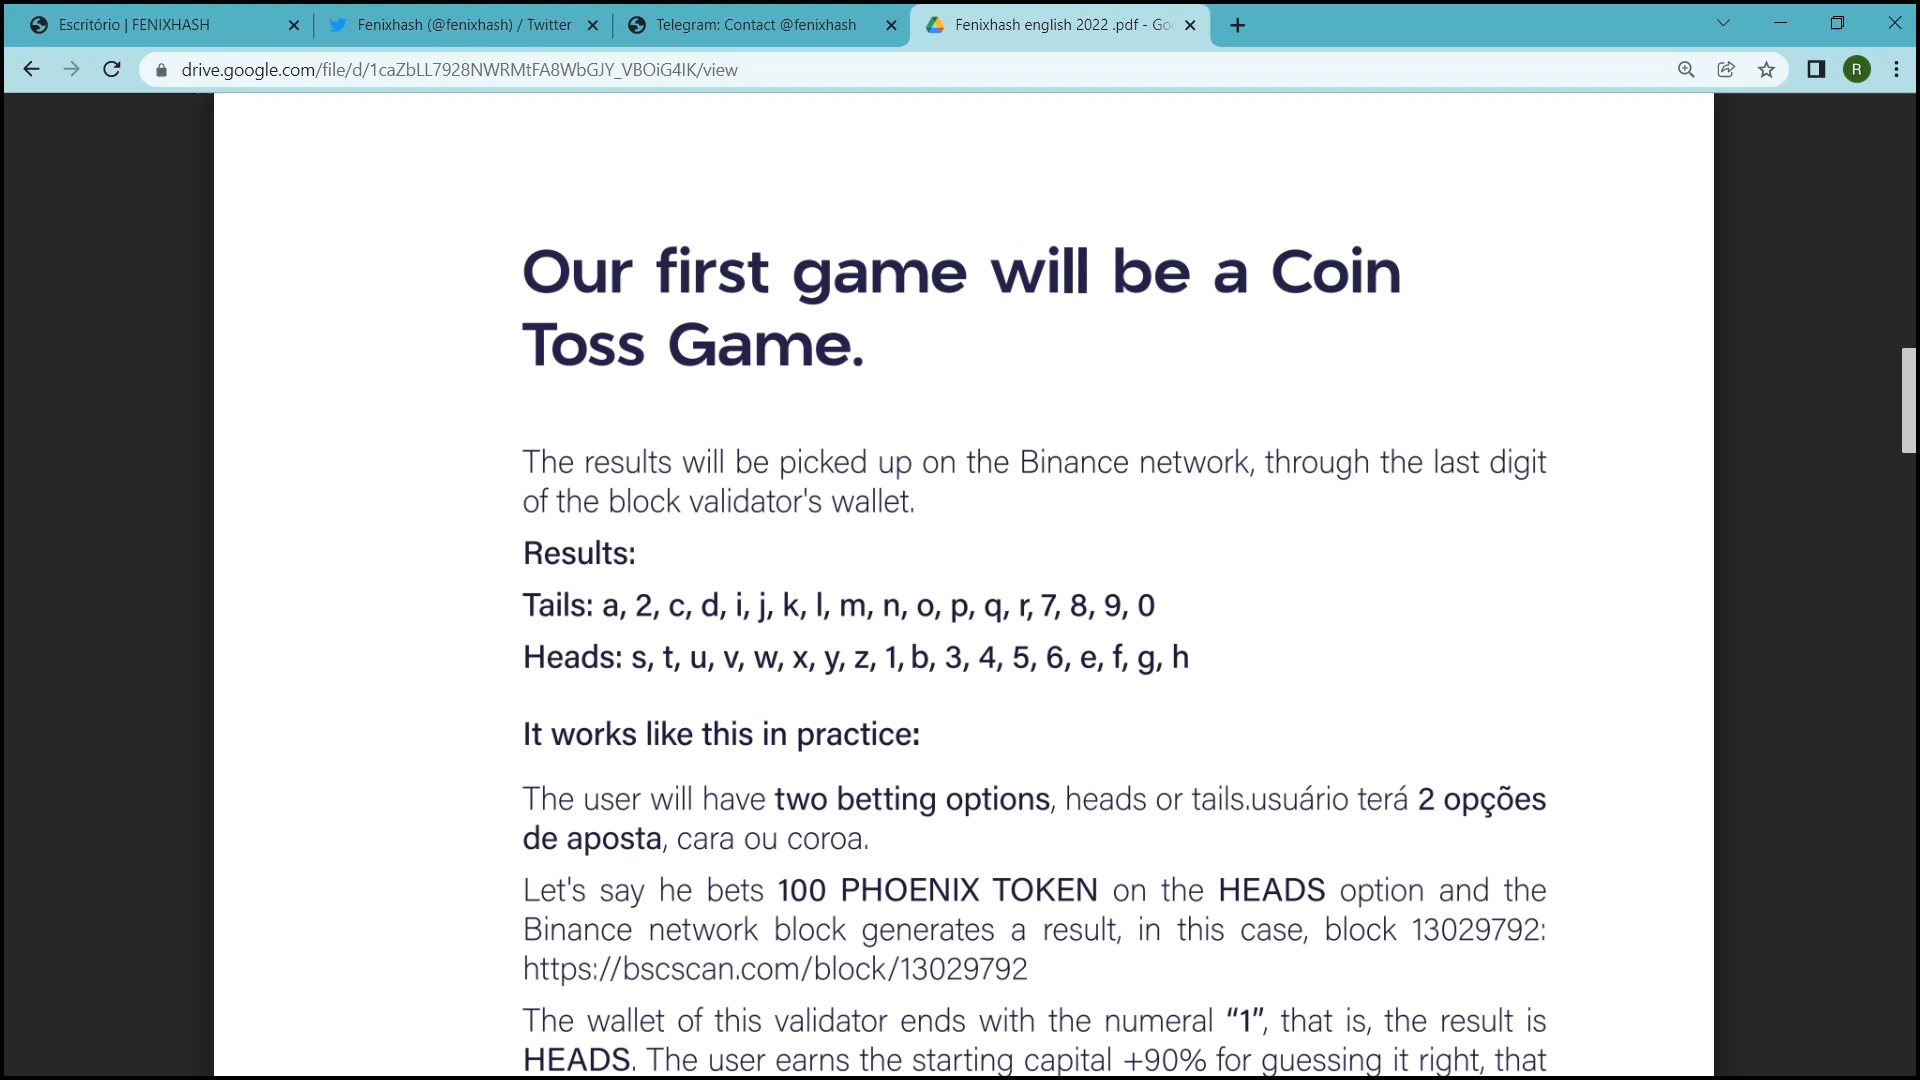 Escritório | FENIXHASH
Fenixhash (@fenixhash) / Twitter
Telegram: Contact @fenixhash
Fenixhash english 2022 .pdf - Goo
drive.google.com/file/d/1caZbLL7928NWRMtFA8WbGJY_VBOiG4lK/view
R
Our first game will be a Coin
Toss Game.
The results will be picked up on the Binance network, through the last digit
of the block validator's wallet.
Results:
Tails: a, 2, c, d, i, j, k, l, m, n, o, p, q, r, 7, 8, 9, 0
Heads: s, t, u, v, w, x, y, z, 1, b, 3, 4, 5, 6, e, f, g, h
It works like this in practice:
The user will have two betting options, heads or tails.usuário terá 2 opções
de aposta, cara ou coroa.
Let's say he bets 100 PHOENIX TOKEN on the HEADS option and the
Binance network block generates a result, in this case, block 13029792:
https://bscscan.com/block/13029792
The wallet of this validator ends with the numeral “1”, that is, the result is
HEADS. The user earns the starting capital +90% for guessing it right, that